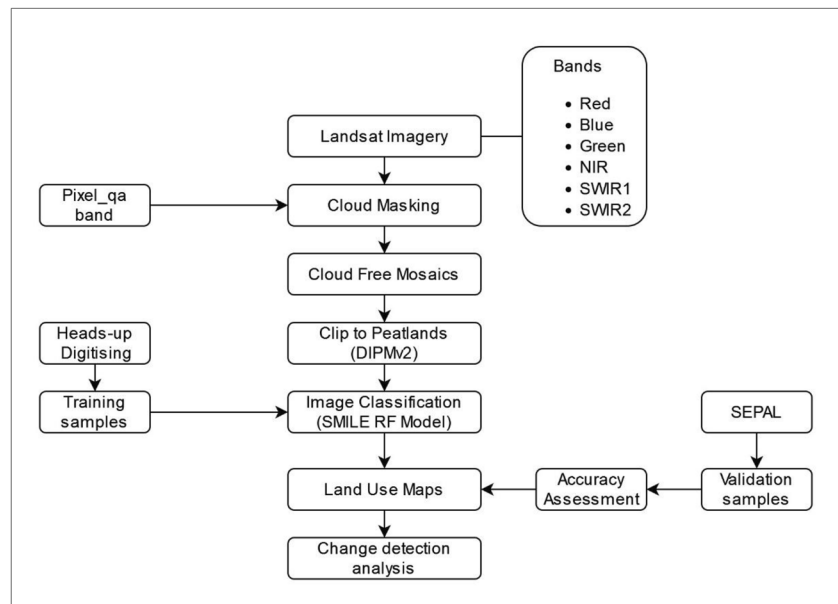 Bands
• Red
• Blue
• Green
• NIR
• SWIR1
• SWIR2
Landsat Imagery
Pixel_qa
band
Cloud Masking
Cloud Free Mosaics
Heads-up
Digitising
Clip to Peatlands
(DIPMv2)
Training
samples
Image Classification
(SMILE RF Model)
SEPAL
Land Use Maps
Accuracy
Assessment
Validation
samples
Change detection
analysis